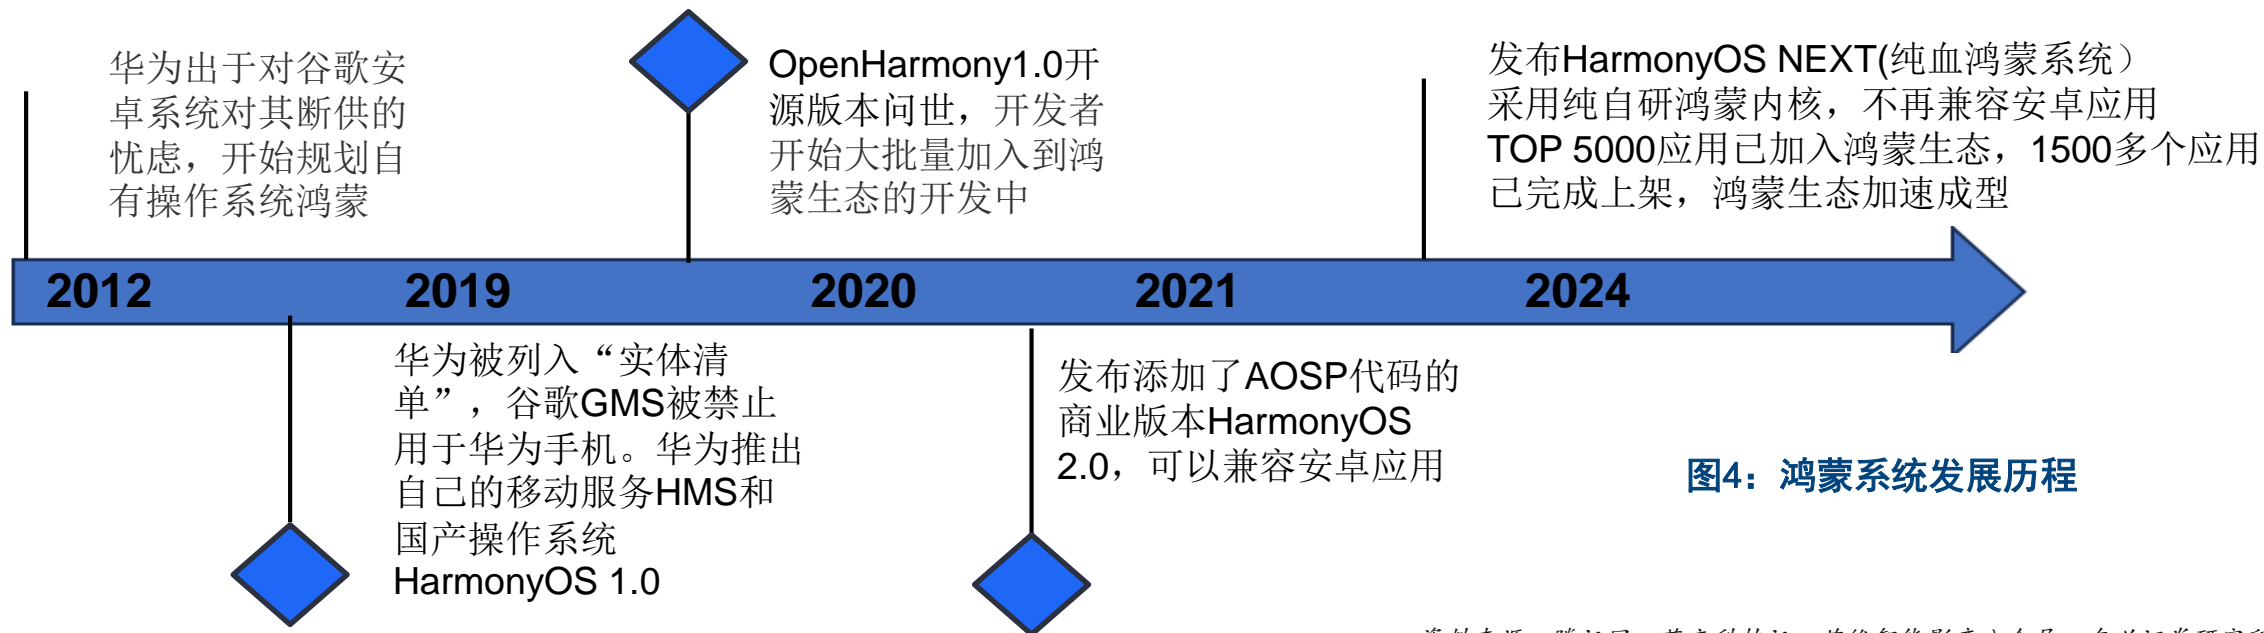 华为出于对谷歌安
卓系统对其断供的
忧虑，开始规划自
有操作系统鸿蒙
OpenHarmony1.0开
源版本问世，开发者
开始大批量加入到鸿
蒙生态的开发中
发布HarmonyOS NEXT(纯血鸿蒙系统）
采用纯自研鸿蒙内核，不再兼容安卓应用
TOP 5000应用已加入鸿蒙生态，1500多个应用
已完成上架，鸿蒙生态加速成型
2012 2019 2020 2021 2024
华为被列入“实体清
单”，谷歌GMS被禁止
用于华为手机。华为推出
自己的移动服务HMS和
国产操作系统
HarmonyOS 1.0
发布添加了AOSP代码的
商业版本HarmonyOS
2.0，可以兼容安卓应用
图4：鸿蒙系统发展历程